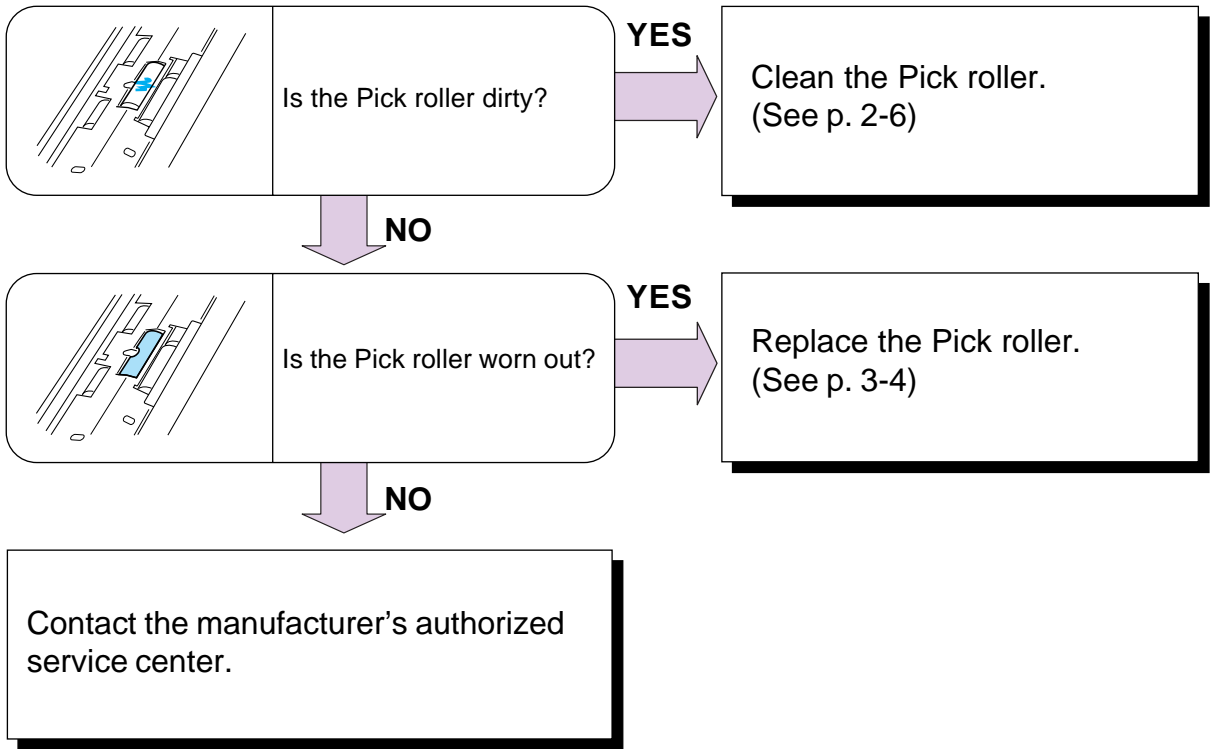 YES
Is the Pick roller dirty?
Clean the Pick roller.
(See p. 2-6)
NO
YES
Is the Pick roller worn out?
Replace the Pick roller.
(See p. 3-4)
NO
Contact the manufacturer’s authorized
service center.